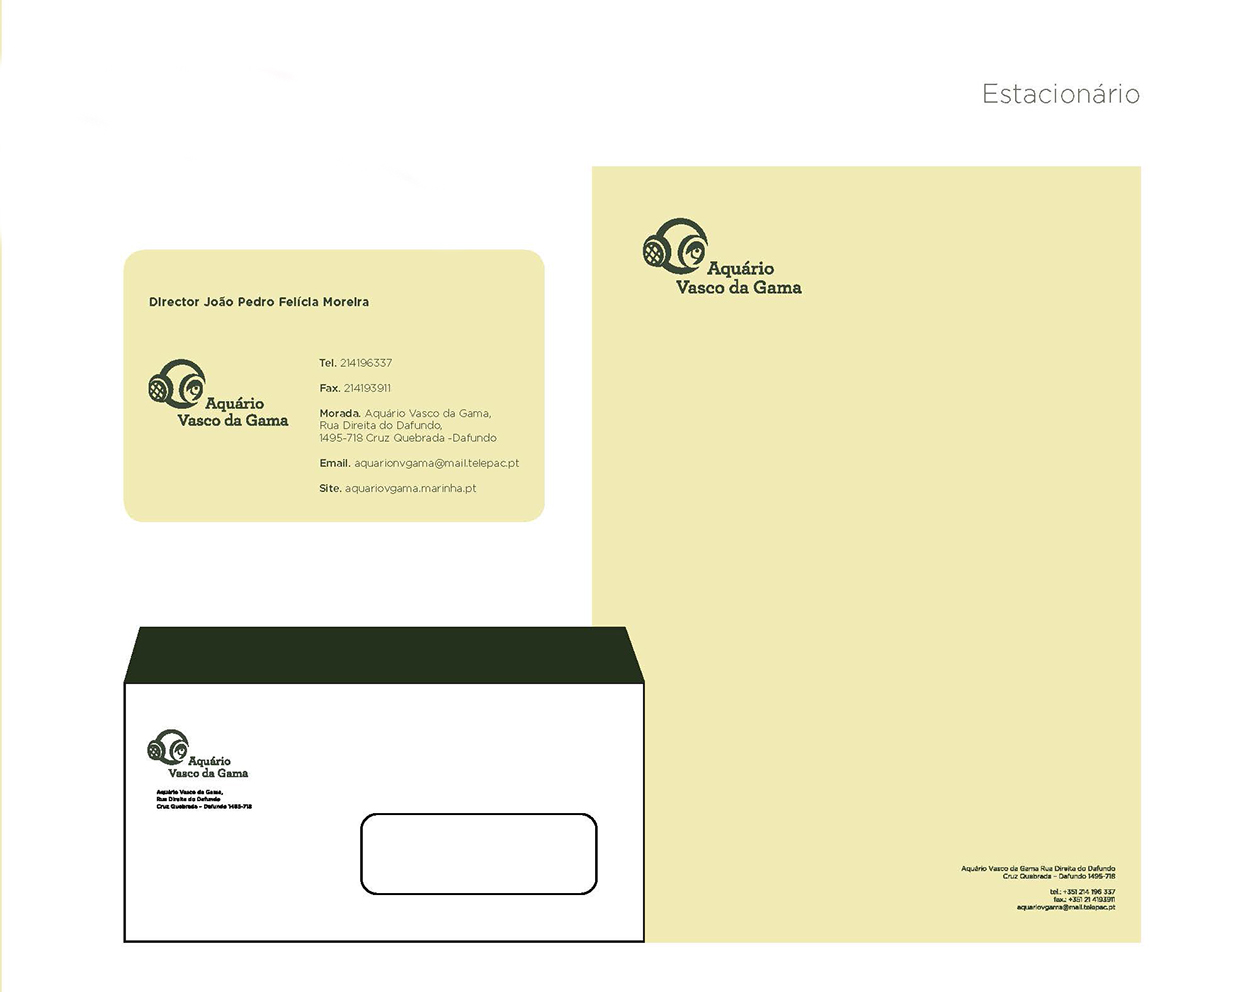 Estacionário
Director João Pedro Felícia Moreira
Aquário
Vasco da Gama
Tel. 214196337
Fax. 214193911
Morada. Aquário Vasco da Gama,
Rua Direita do Dafundo,
1495-718 Cruz Quebrada -Dafundo
Email. aquarionvgama@mail.telepac.pt
Site. aquariovgama.marinha.pt
Aquário
Vasco da Gama
Aquário
Vasco da Gama
Aquário Vasco da Gama,
Rua Direita do Dafundo
Cruz Quebrada – Dafundo 1495-718
Aquário Vasco da Gama Rua Direita do Dafundo
Cruz Quebrada – Dafundo 1495-718
tel.: +351 214 196 337
fax.: +351 21 4193911
aquariovgama@mail.telepac.pt